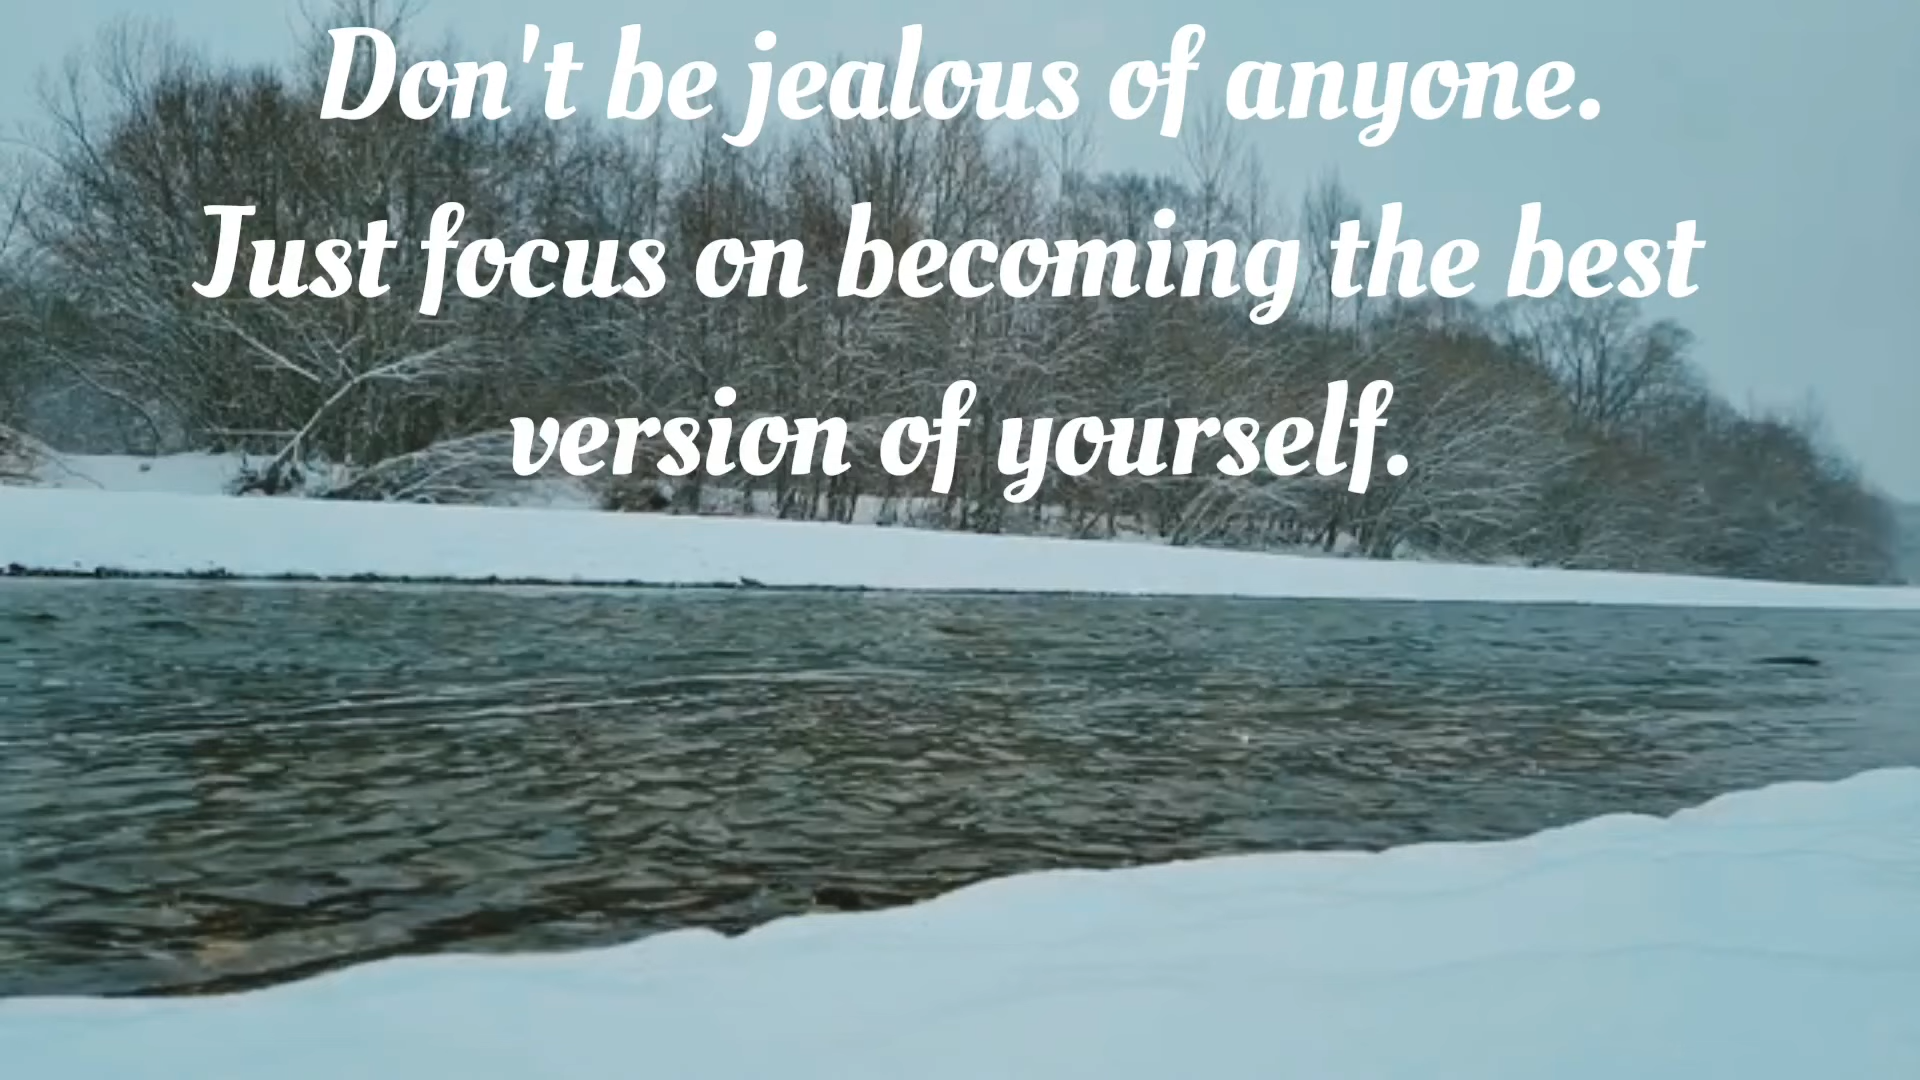 Don't be jealous of anyone.
Just focus on becoming the best
version of yourself.